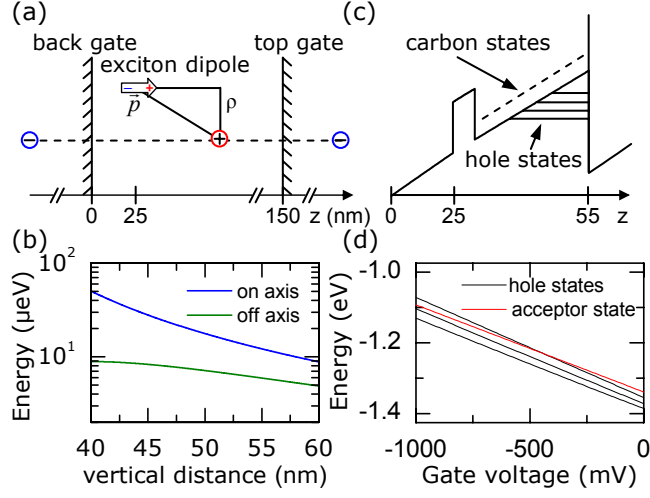 (a)
back gate
top gate
exciton dipole
p
ρ
- + + - -
0 25 150 z (nm)
(c)
carbon states
hole states
0 25 55 z
(b)
Energy (µeV)
10²
10¹
on axis
off axis
40 45 50 55 60
vertical distance (nm)
(d)
Energy (eV)
-1.0
-1.2
-1.4
hole states
acceptor state
-1000 -500 0
Gate voltage (mV)